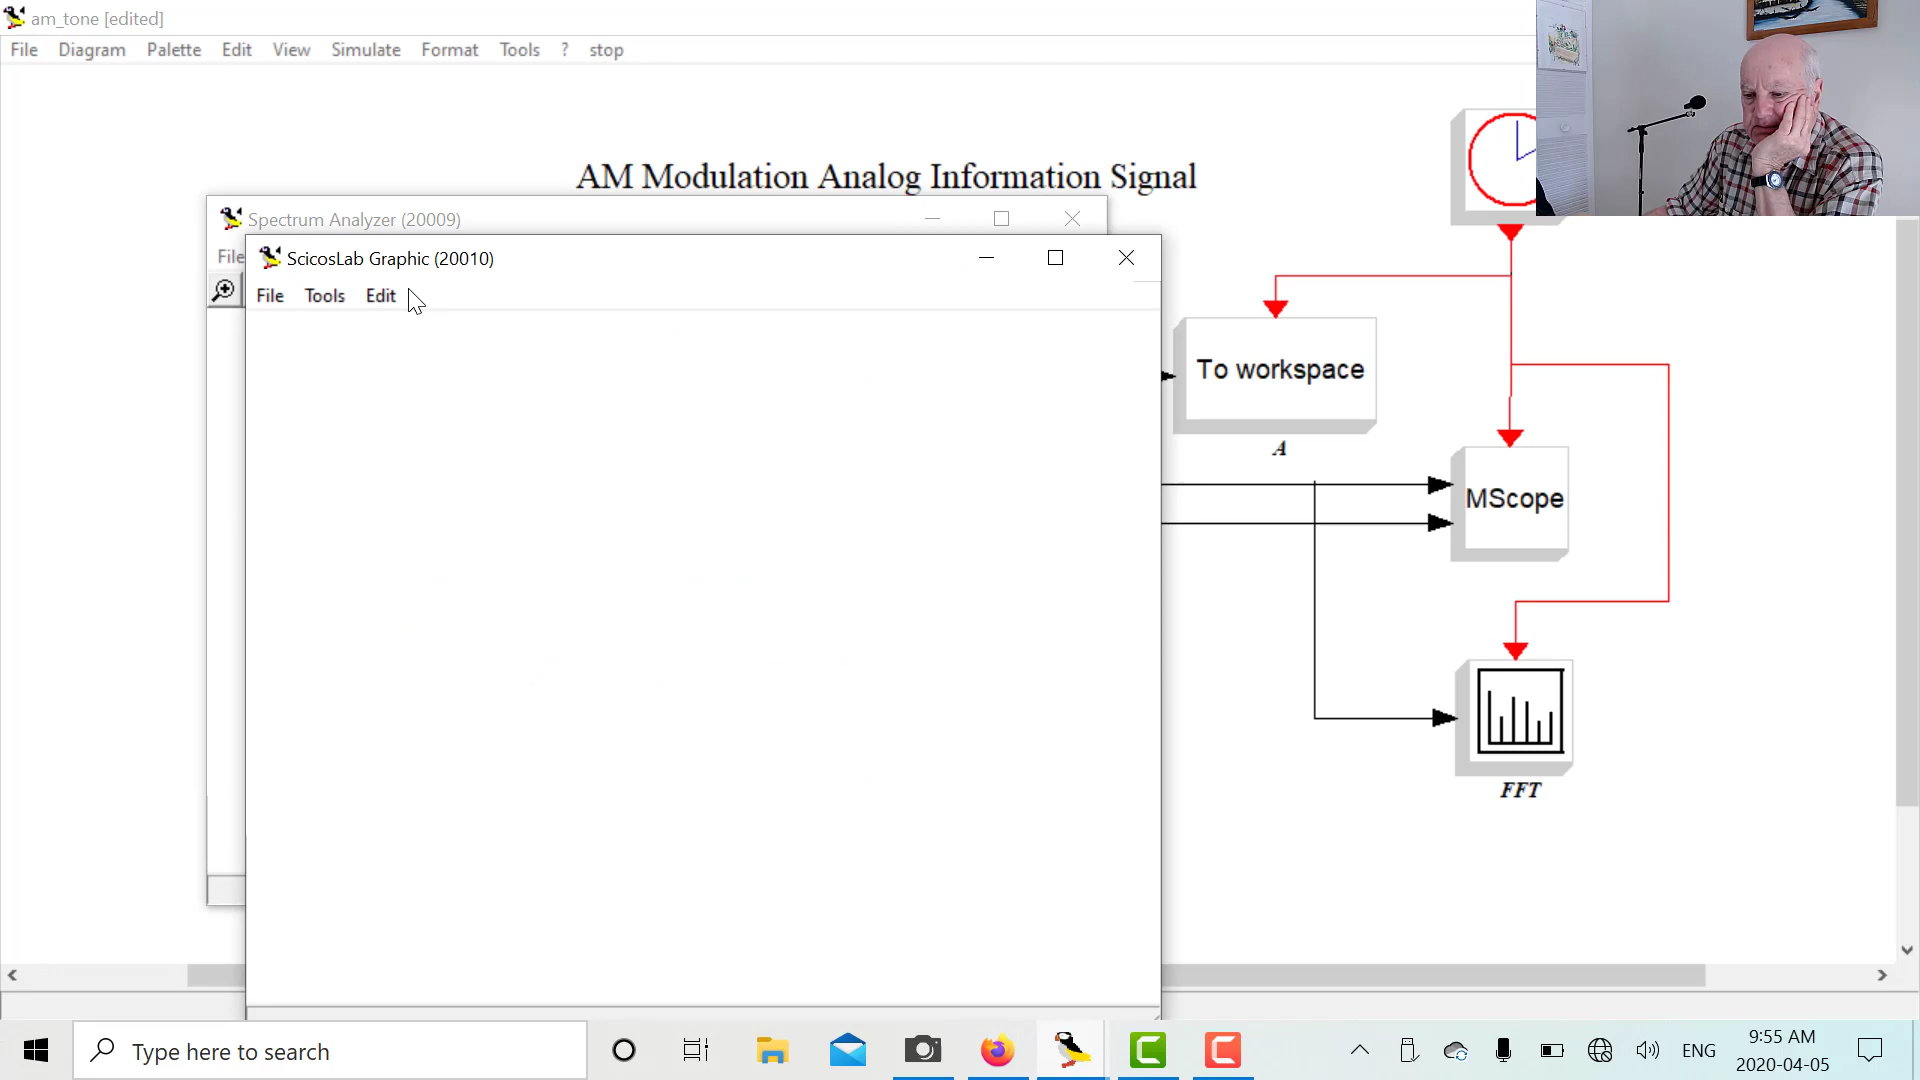 am_tone [edited]
File Diagram Palette Edit View Simulate Format Tools ? stop
AM Modulation Analog Information Signal
Spectrum Analyzer (20009)
File
ScicosLab Graphic (20010)
File Tools Edit
To workspace
A
MScope
FFT
Type here to search
ENG
9:55 AM
2020-04-05